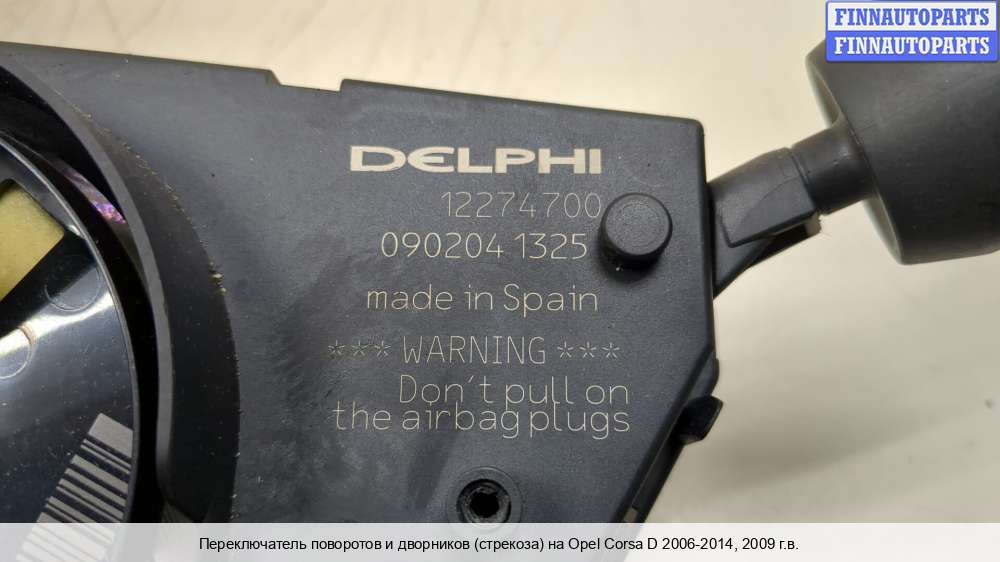 FINNAUTOPARTS
FINNAUTOPARTS
DELPHI
12274700
090204 1325
made in Spain
*** WARNING ***
Don't pull on
the airbag plugs
Переключатель поворотов и дворников (стрекоза) на Opel Corsa D 2006-2014, 2009 г.в.